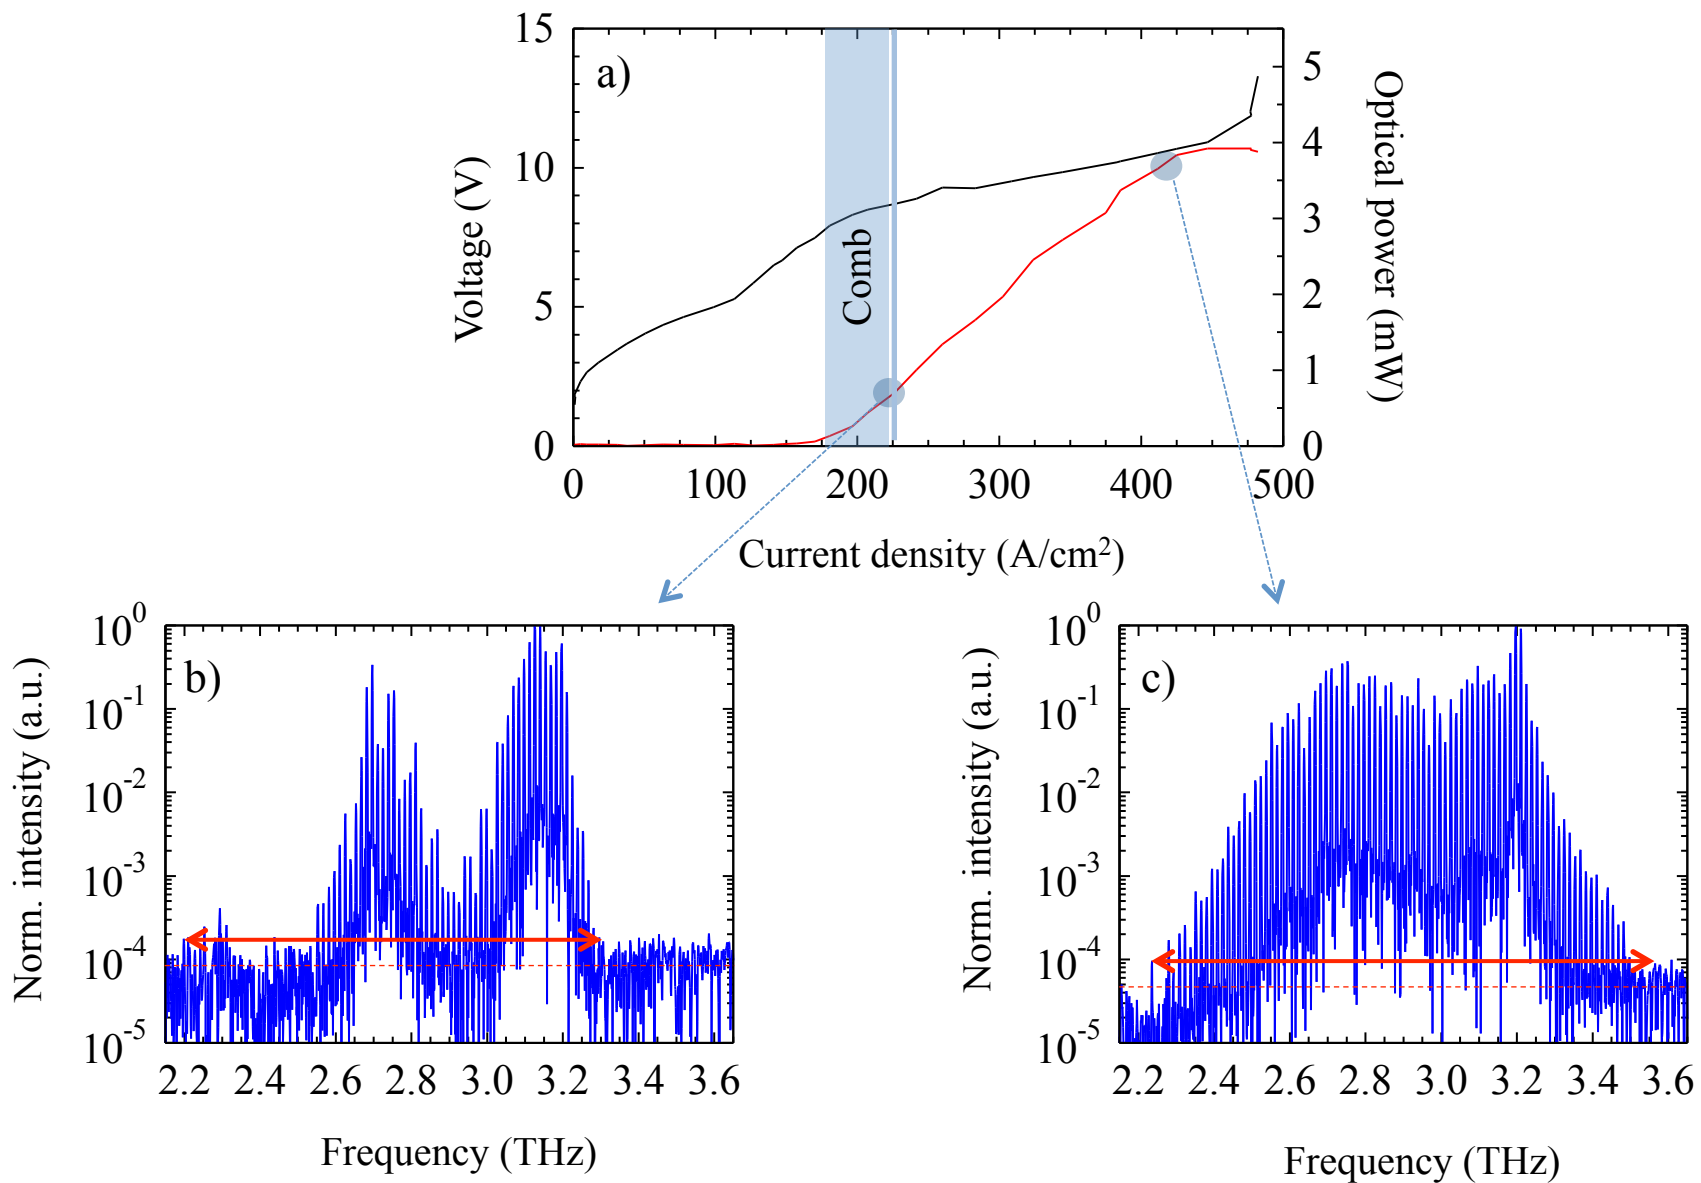 a)
15
10
5
0
Voltage (V)
Comb
5
4
3
2
1
0
Optical power (mW)
0 100 200 300 400 500
Current density (A/cm²)
b)
10⁰
10⁻¹
10⁻²
10⁻³
10⁻⁴
10⁻⁵
Norm. intensity (a.u.)
2.2 2.4 2.6 2.8 3.0 3.2 3.4 3.6
Frequency (THz)
c)
10⁰
10⁻¹
10⁻²
10⁻³
10⁻⁴
10⁻⁵
Norm. intensity (a.u.)
2.2 2.4 2.6 2.8 3.0 3.2 3.4 3.6
Frequency (THz)